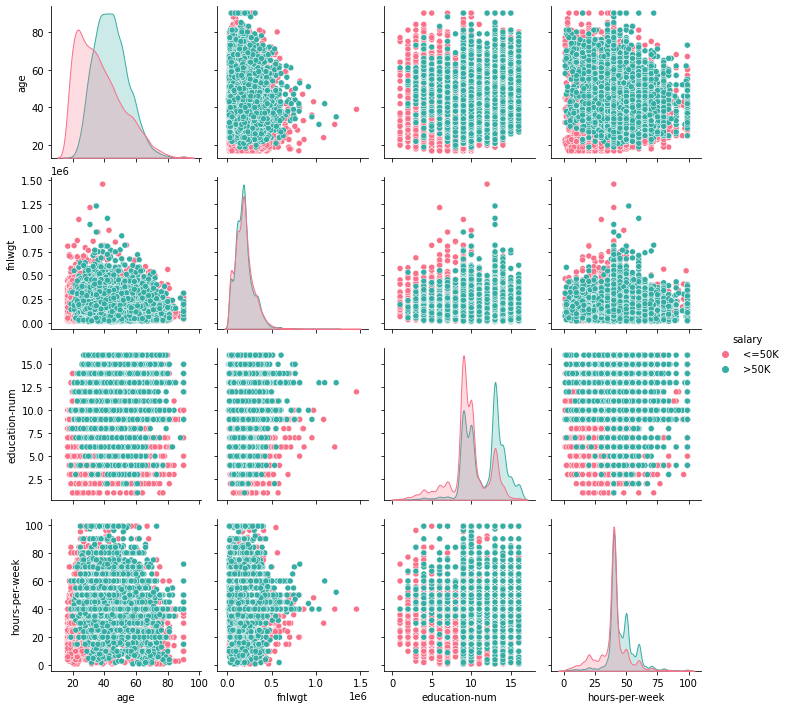 80
60
40
20
age
1e6
1.50
1.25
1.00
0.75
0.50
0.25
0.00
fnlwgt
salary
<=50K
>50K
15.0
12.5
10.0
7.5
5.0
2.5
education-num
100
80
60
40
20
0
hours-per-week
20 40 60 80 100
age
0.0 0.5 1.0 1.5
1e6
fnlwgt
0 5 10 15
education-num
0 25 50 75 100
hours-per-week